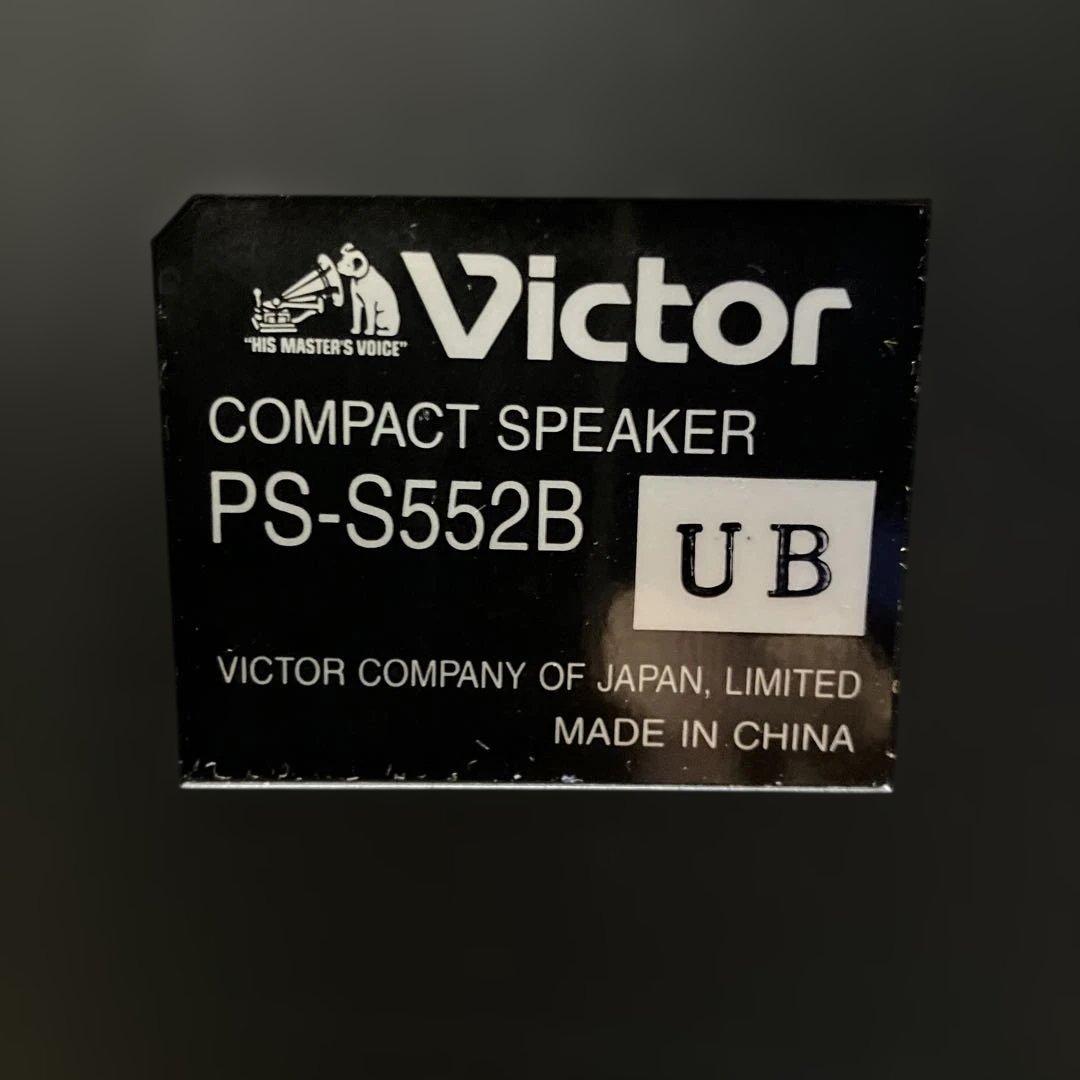 Victor
"HIS MASTER'S VOICE"
COMPACT SPEAKER
PS-S552B
UB
VICTOR COMPANY OF JAPAN, LIMITED
MADE IN CHINA